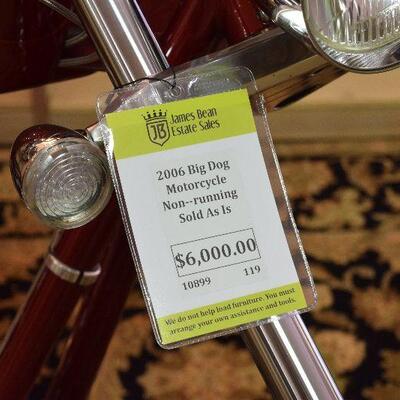 JB
James Bean
Estate Sales
2006 Big Dog
Motorcycle
Non--running
Sold As Is
$6,000.00
10899 119
We do not help load furniture. You must
arrange your own assistance and tools.